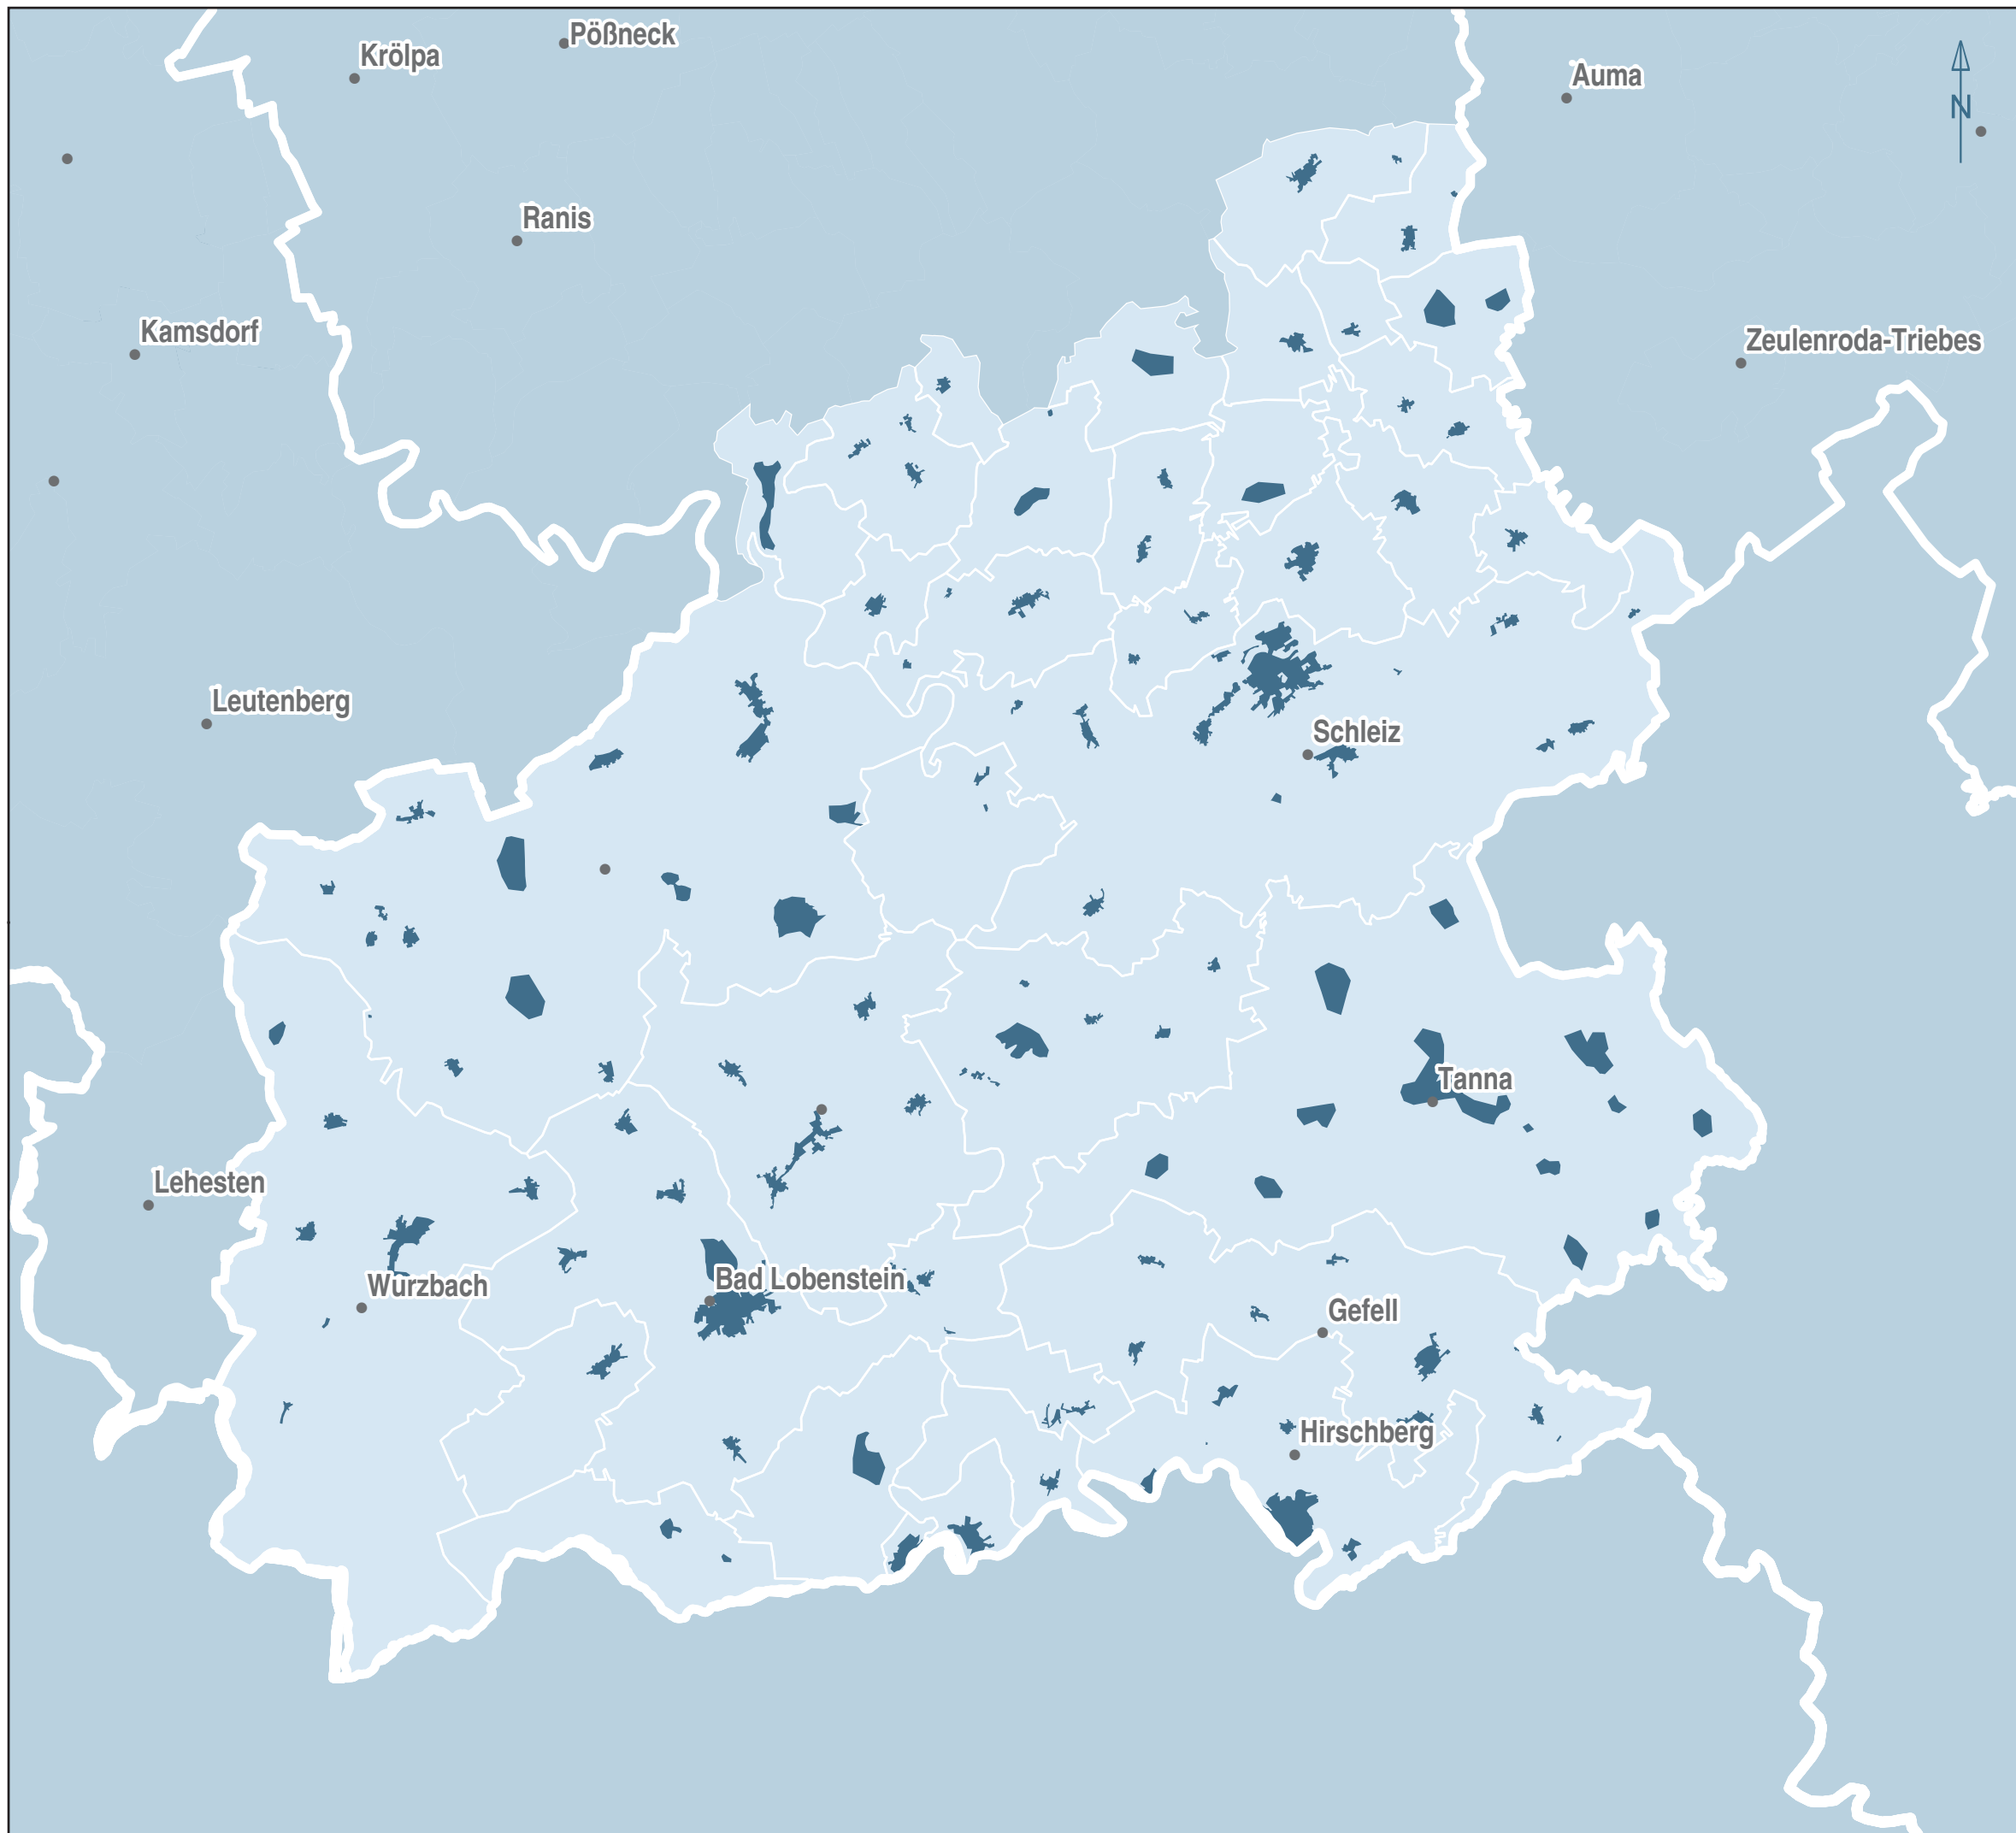 Pößneck
Krölpa
Auma
N
Ranis
Kamsdorf
Zeulenroda-Triebes
Leutenberg
Schleiz
Tanna
Lehesten
Wurzbach
Bad Lobenstein
Gefell
Hirschberg